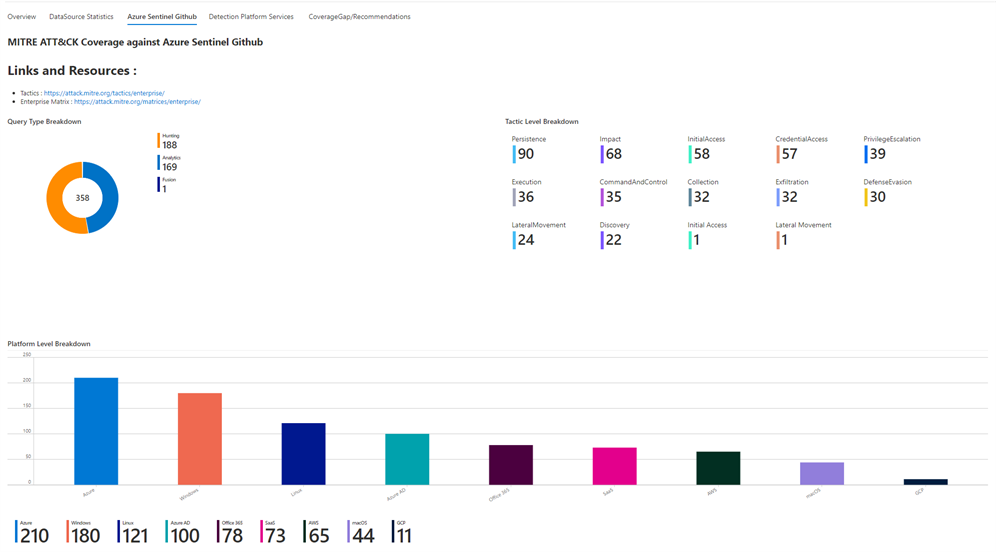 Overview DataSource Statistics Azure Sentinel Github Detection Platform Services CoverageGap/Recommendations
MITRE ATT&CK Coverage against Azure Sentinel Github
Links and Resources :
• Tactics : https://attack.mitre.org/tactics/enterprise/
• Enterprise Matrix : https://attack.mitre.org/matrices/enterprise/
Query Type Breakdown
358
Hunting
188
Analytics
169
Fusion
1
Tactic Level Breakdown
Persistence Impact InitialAccess CredentialAccess PrivilegeEscalation
90 68 58 57 39
Execution CommandAndControl Collection Exfiltration DefenseEvasion
36 35 32 32 30
LateralMovement Discovery Initial Access Lateral Movement
24 22 1 1
Platform Level Breakdown
250
200
150
100
50
0
Azure Windows Linux Azure AD Office 365 SaaS AWS macOS GCP
Azure Windows Linux Azure AD Office 365 SaaS AWS macOS GCP
210 180 121 100 78 73 65 44 11